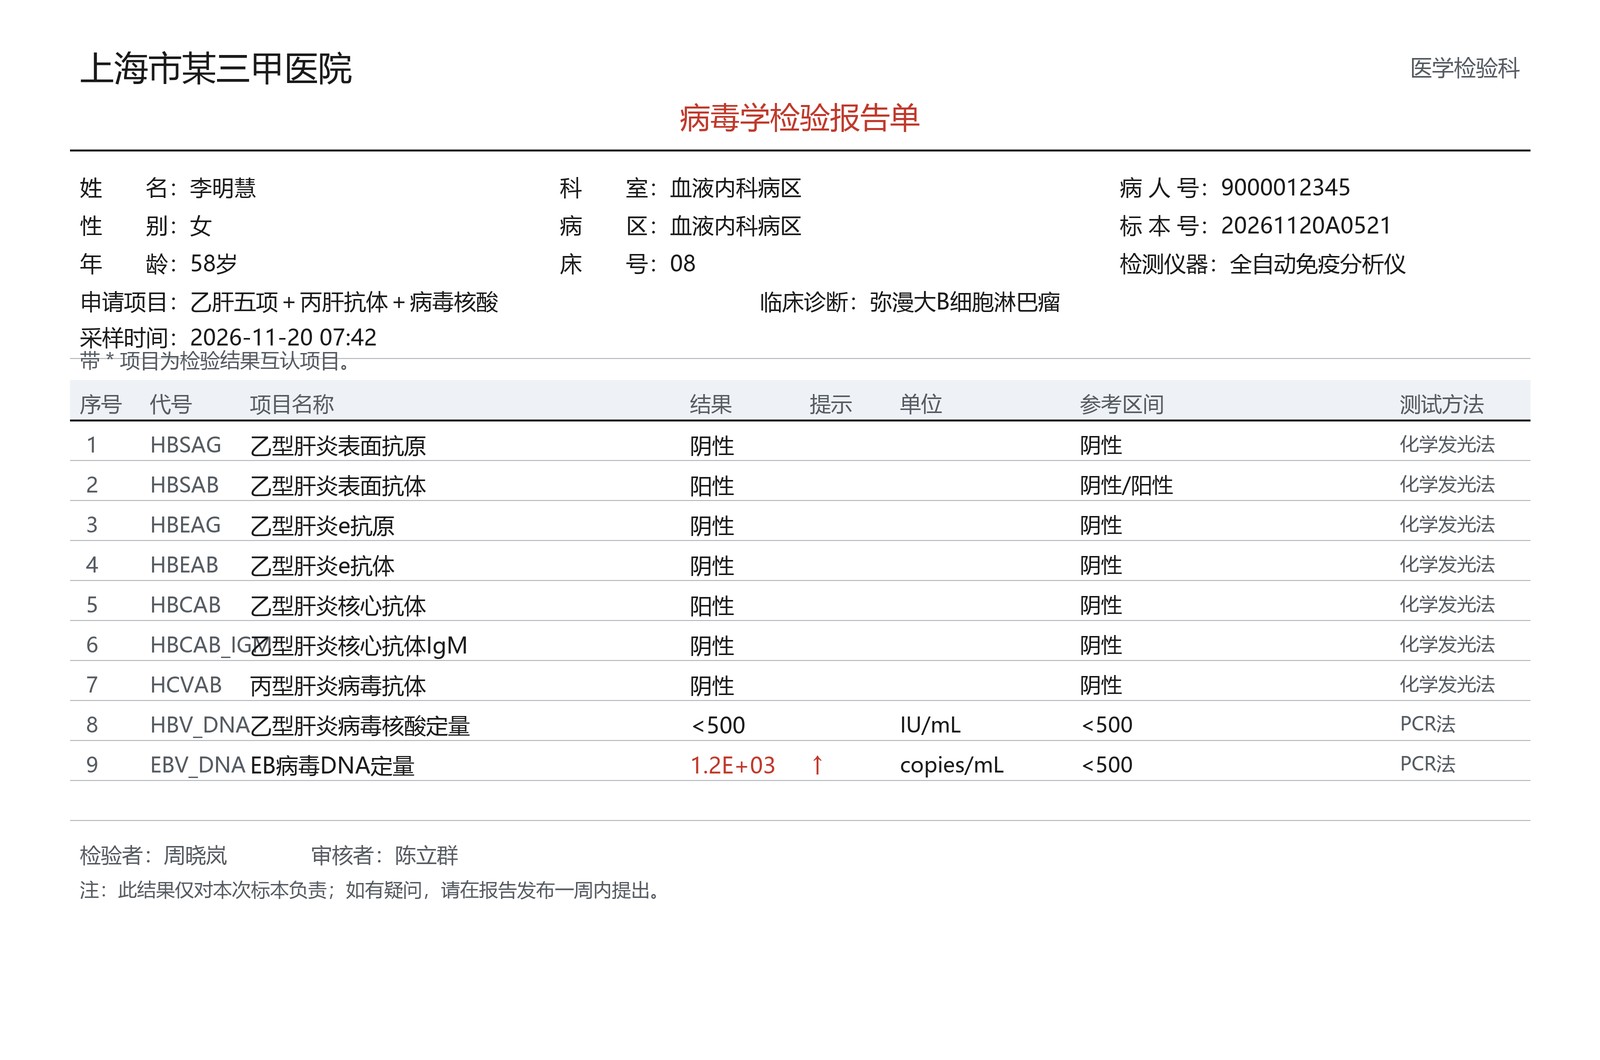 上海市某三甲医院 医学检验科
病毒学检验报告单
姓 名：李明慧 科 室：血液内科病区 病 人 号：9000012345
性 别：女 病 区：血液内科病区 标 本 号：20261120A0521
年 龄：58岁 床 号：08 检测仪器：全自动免疫分析仪
申请项目：乙肝五项＋丙肝抗体＋病毒核酸 临床诊断：弥漫大B细胞淋巴瘤
采样时间：2026-11-20 07:42
带 * 项目为检验结果互认项目。
序号 代号 项目名称 结果 提示 单位 参考区间 测试方法
1 HBSAG 乙型肝炎表面抗原 阴性 阴性 化学发光法
2 HBSAB 乙型肝炎表面抗体 阳性 阴性/阳性 化学发光法
3 HBEAG 乙型肝炎e抗原 阴性 阴性 化学发光法
4 HBEAB 乙型肝炎e抗体 阴性 阴性 化学发光法
5 HBCAB 乙型肝炎核心抗体 阳性 阴性 化学发光法
6 HBCAB_IGM 乙型肝炎核心抗体IgM 阴性 阴性 化学发光法
7 HCVAB 丙型肝炎病毒抗体 阴性 阴性 化学发光法
8 HBV_DNA 乙型肝炎病毒核酸定量 <500 IU/mL <500 PCR法
9 EBV_DNA EB病毒DNA定量 1.2E+03 ↑ copies/mL <500 PCR法
检验者：周晓岚 审核者：陈立群
注：此结果仅对本次标本负责；如有疑问，请在报告发布一周内提出。